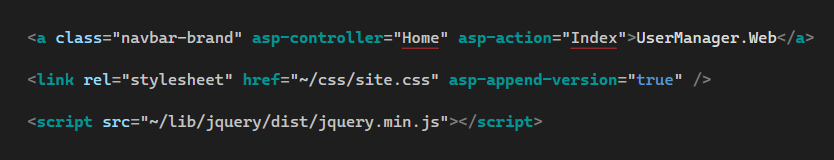 <a class="navbar-brand" asp-controller="Home" asp-action="Index">UserManager.Web</a>
<link rel="stylesheet" href="~/css/site.css" asp-append-version="true" />
<script src="~/lib/jquery/dist/jquery.min.js"></script>